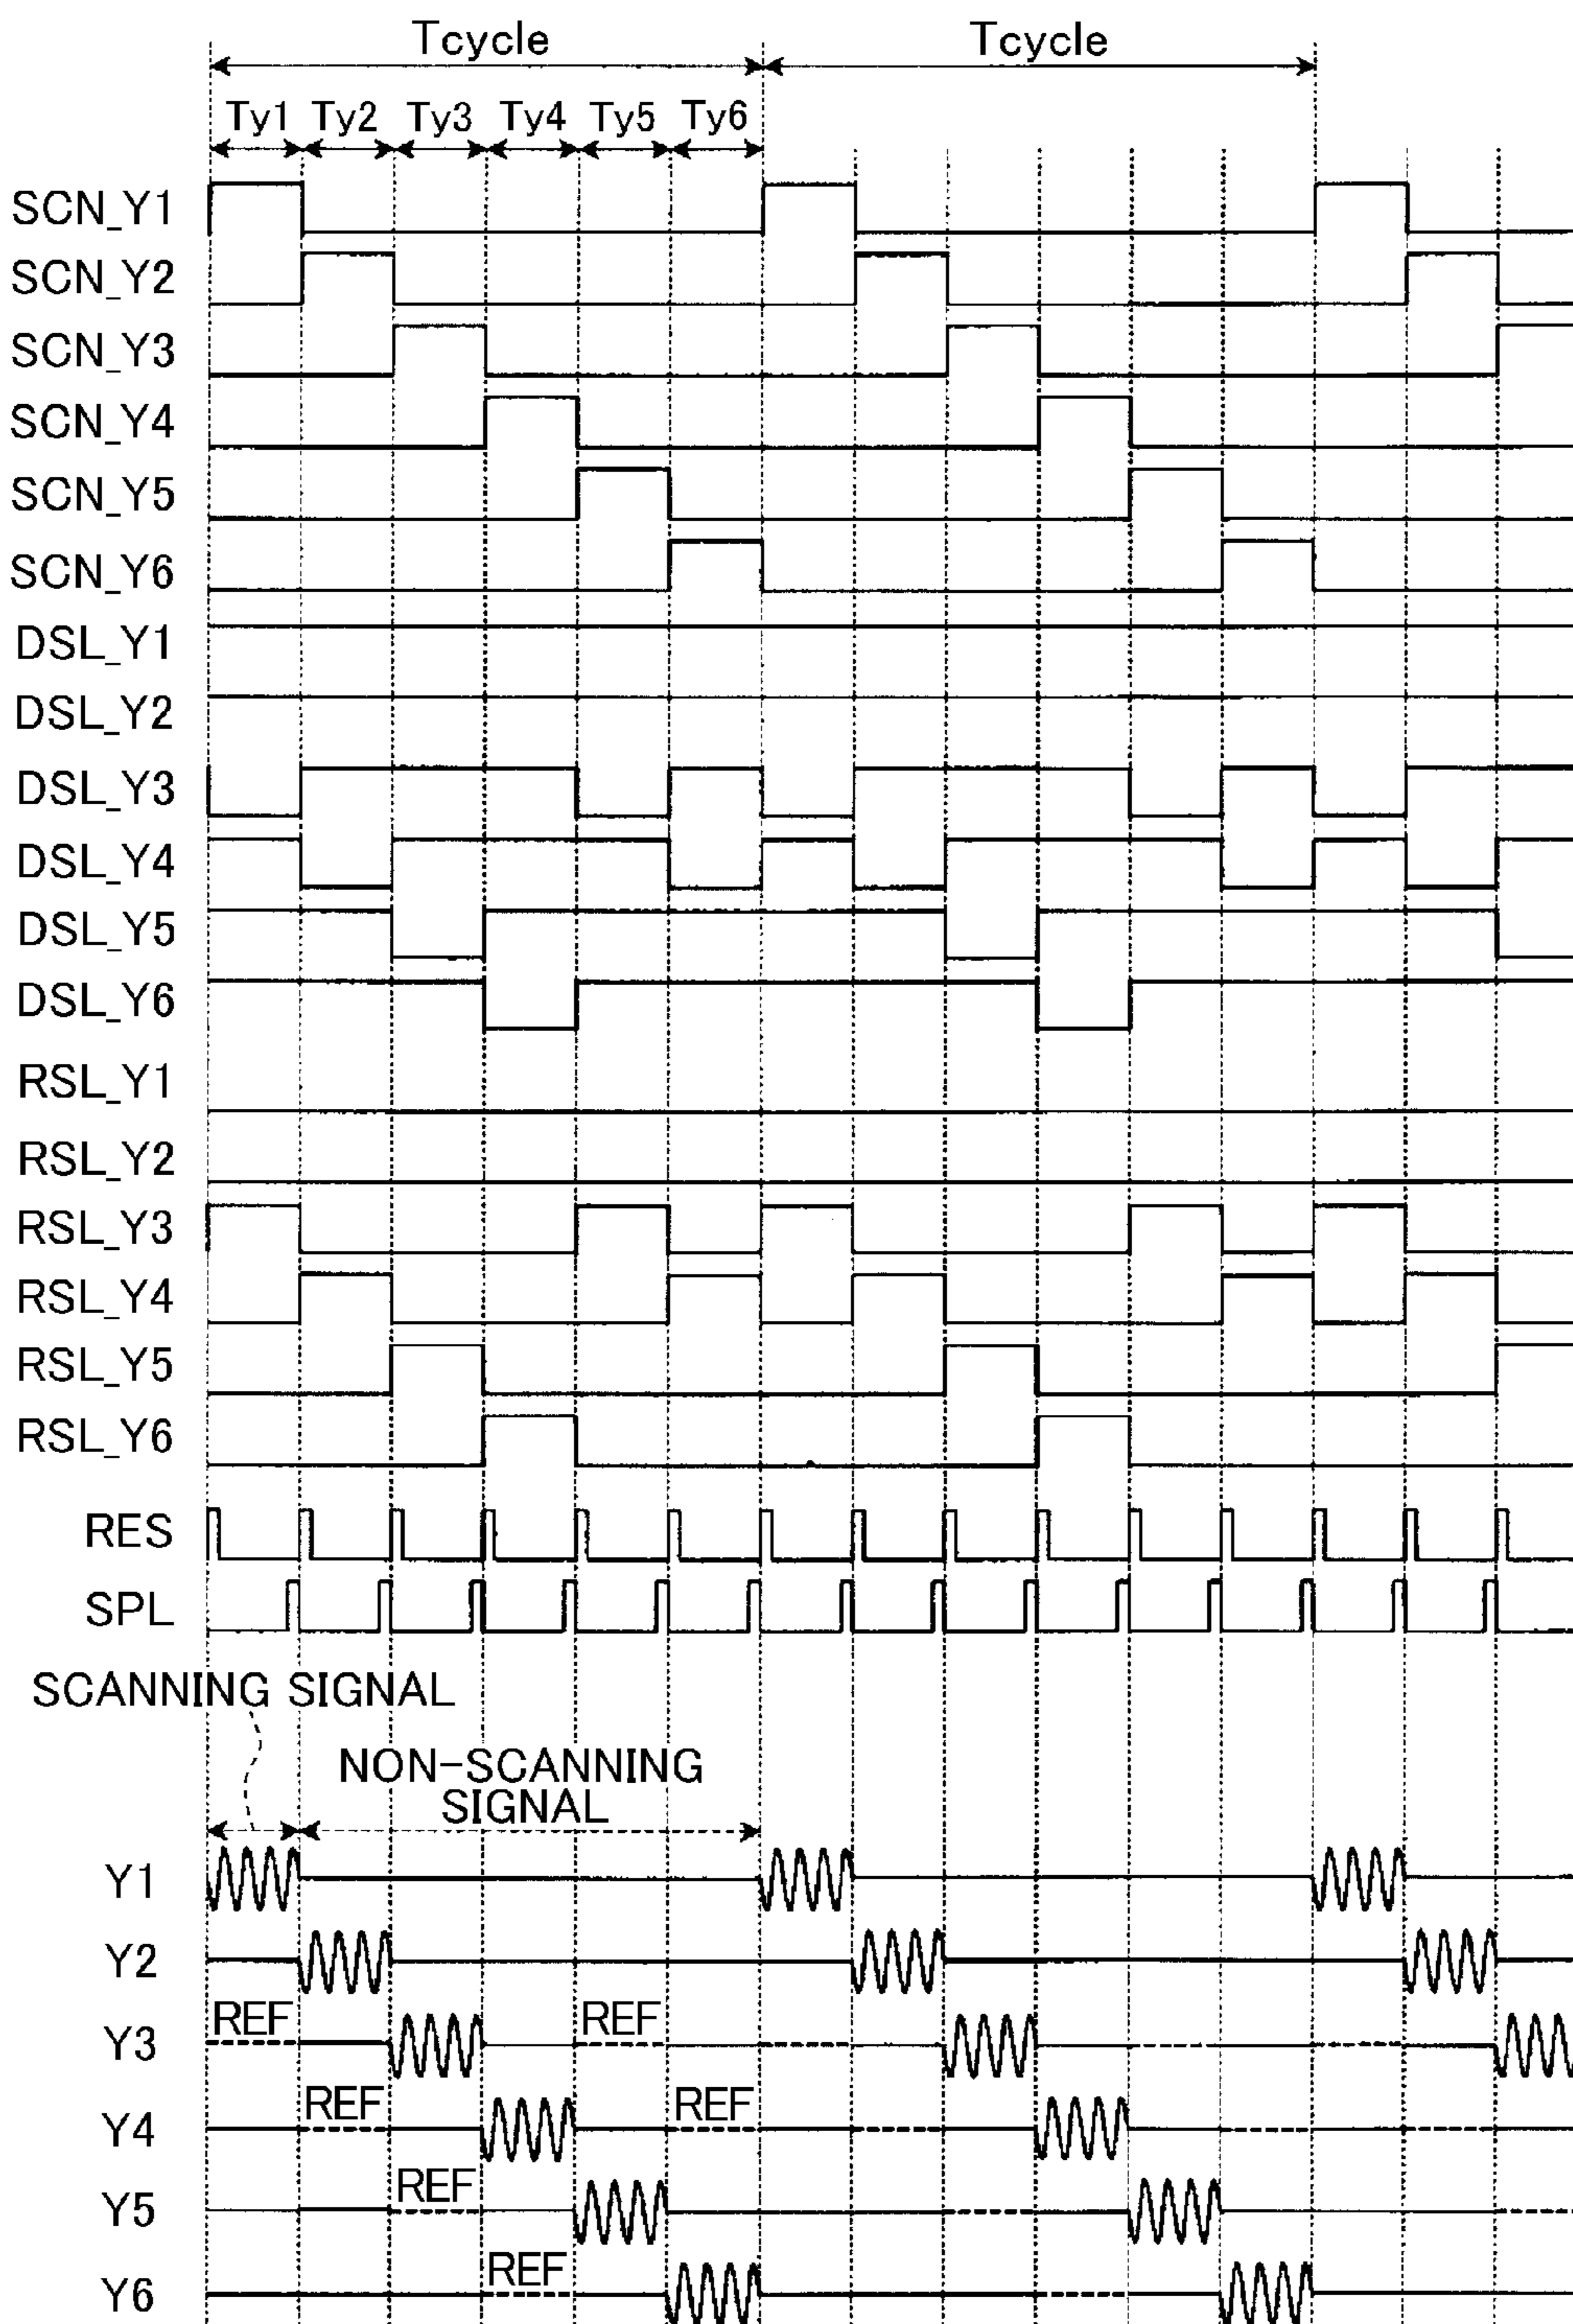 Tcycle Tcycle
Ty1 Ty2 Ty3 Ty4 Ty5 Ty6
SCN_Y1
SCN_Y2
SCN_Y3
SCN_Y4
SCN_Y5
SCN_Y6
DSL_Y1
DSL_Y2
DSL_Y3
DSL_Y4
DSL_Y5
DSL_Y6
RSL_Y1
RSL_Y2
RSL_Y3
RSL_Y4
RSL_Y5
RSL_Y6
RES
SPL
SCANNING SIGNAL
NON-SCANNING
SIGNAL
Y1
Y2
REF REF
Y3
REF REF
Y4
REF
Y5
REF
Y6